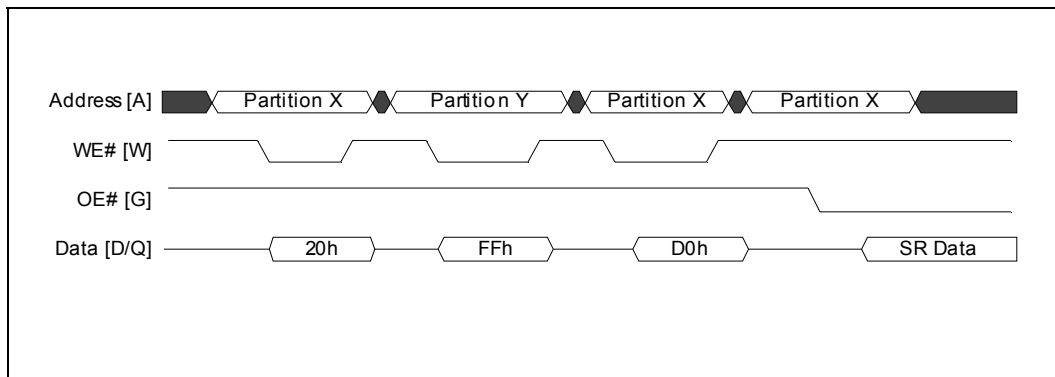 Address [A] Partition X Partition Y Partition X Partition X
WE# [W]
OE# [G]
Data [D/Q] 20h FFh D0h SR Data